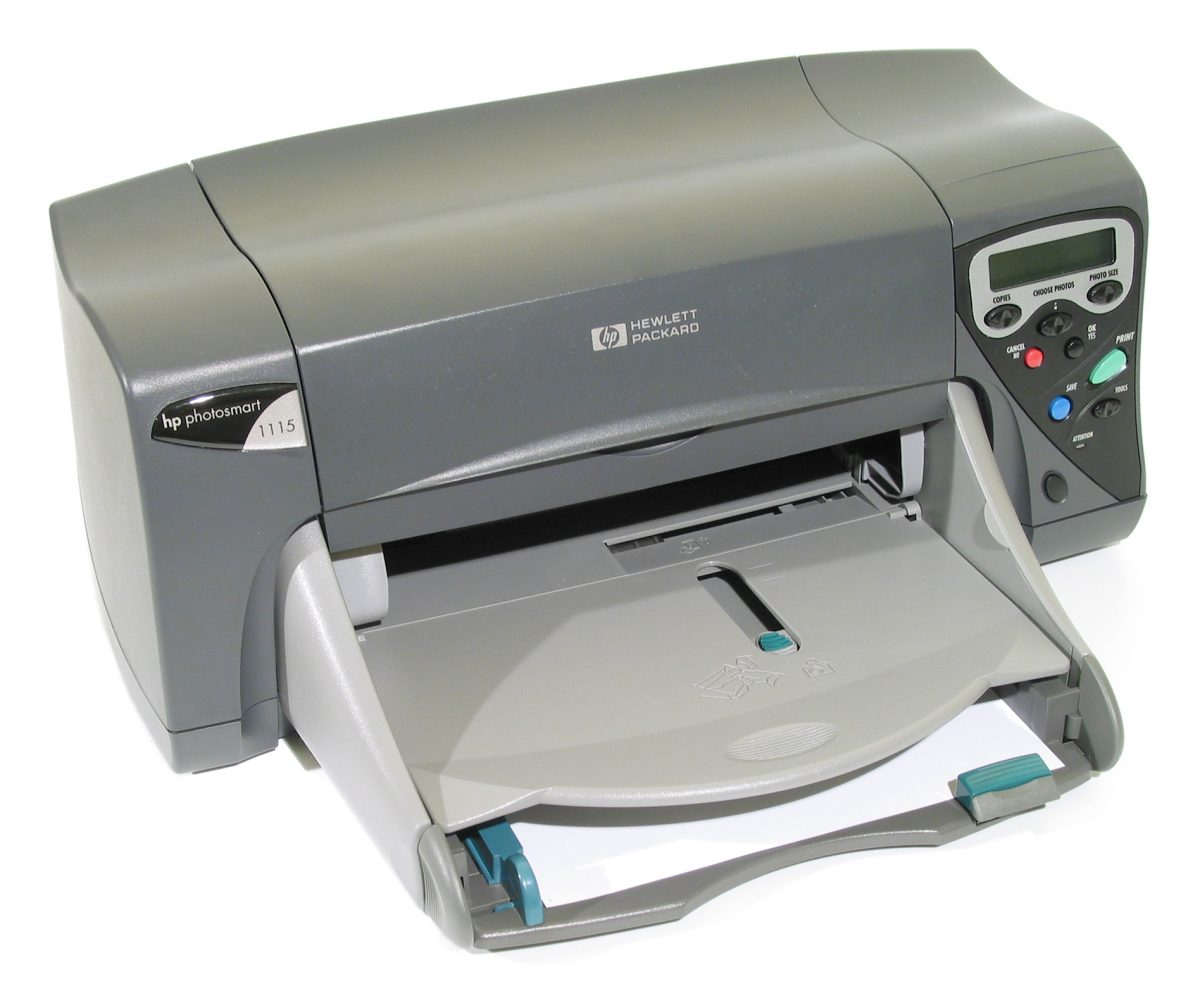 hp HEWLETT
PACKARD
hp photosmart
1115
COPIES
CHOOSE PHOTOS
PHOTO SIZE
CANCEL
NO
OK
YES
PRINT
SAVE
TOOLS
ATTENTION